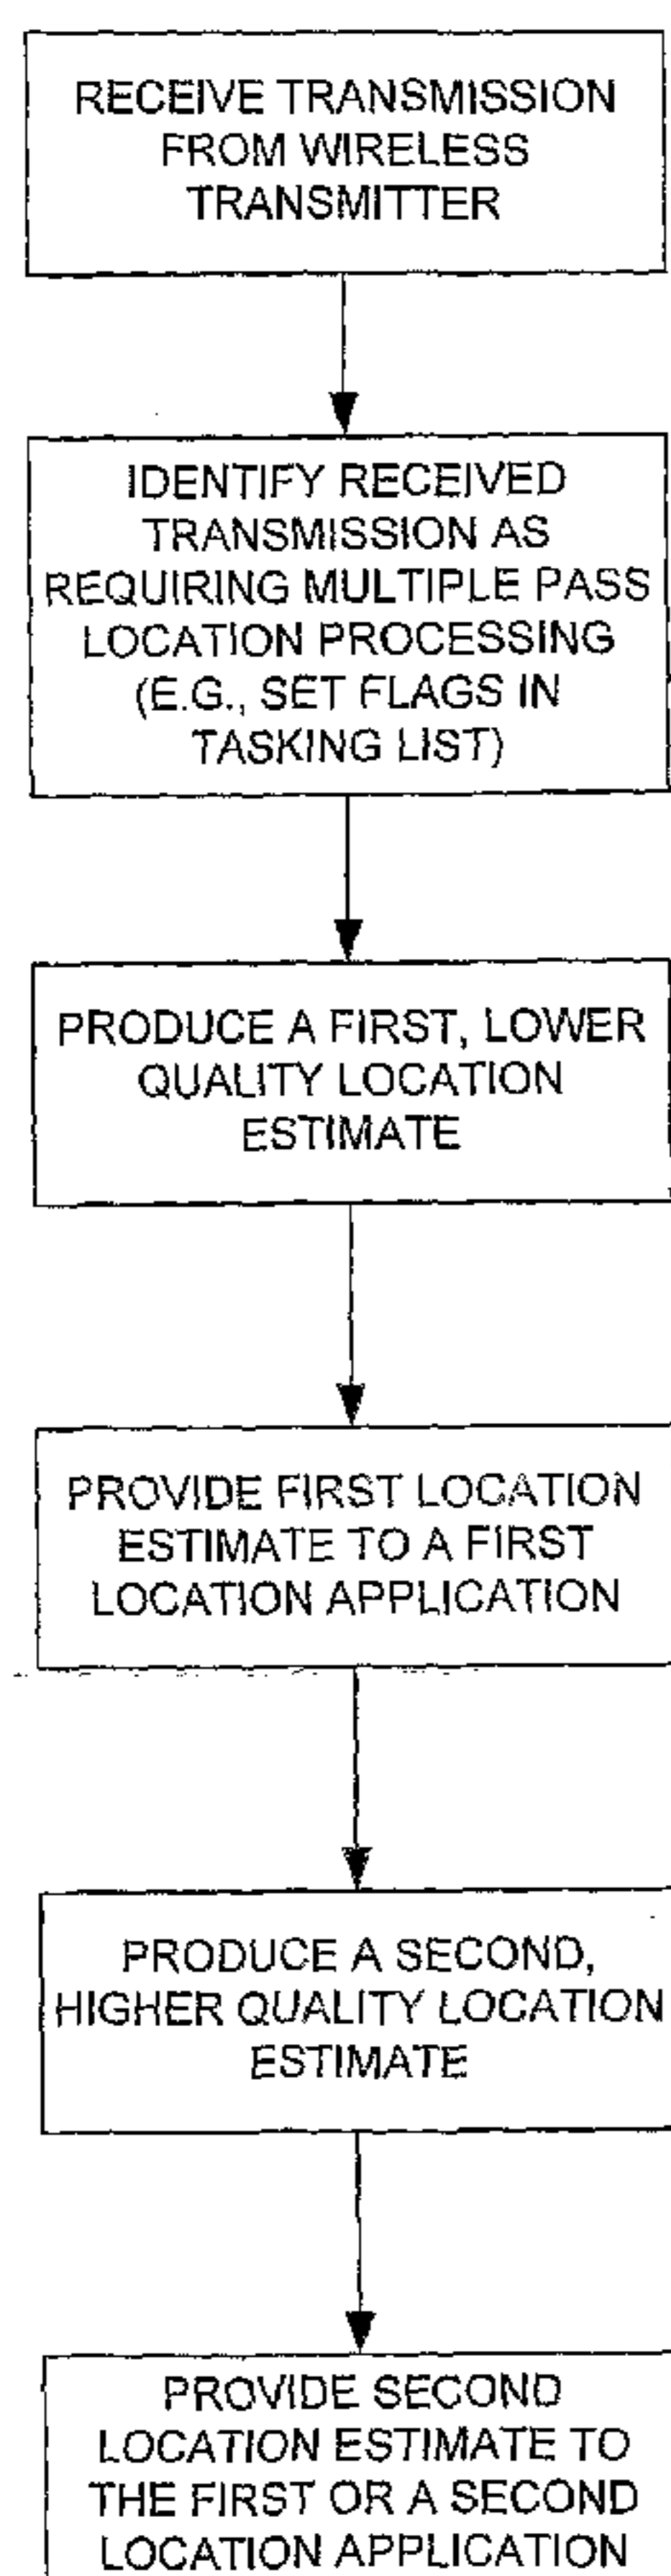 RECEIVE TRANSMISSION
FROM WIRELESS
TRANSMITTER
IDENTIFY RECEIVED
TRANSMISSION AS
REQUIRING MULTIPLE PASS
LOCATION PROCESSING
(E.G., SET FLAGS IN
TASKING LIST)
PRODUCE A FIRST, LOWER
QUALITY LOCATION
ESTIMATE
PROVIDE FIRST LOCATION
ESTIMATE TO A FIRST
LOCATION APPLICATION
PRODUCE A SECOND,
HIGHER QUALITY LOCATION
ESTIMATE
PROVIDE SECOND
LOCATION ESTIMATE TO
THE FIRST OR A SECOND
LOCATION APPLICATION